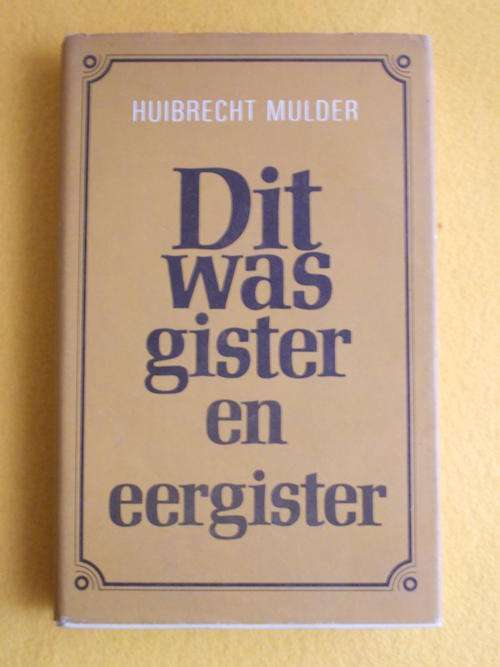 HUIBRECHT MULDER
Dit
was
gister
en
eergister